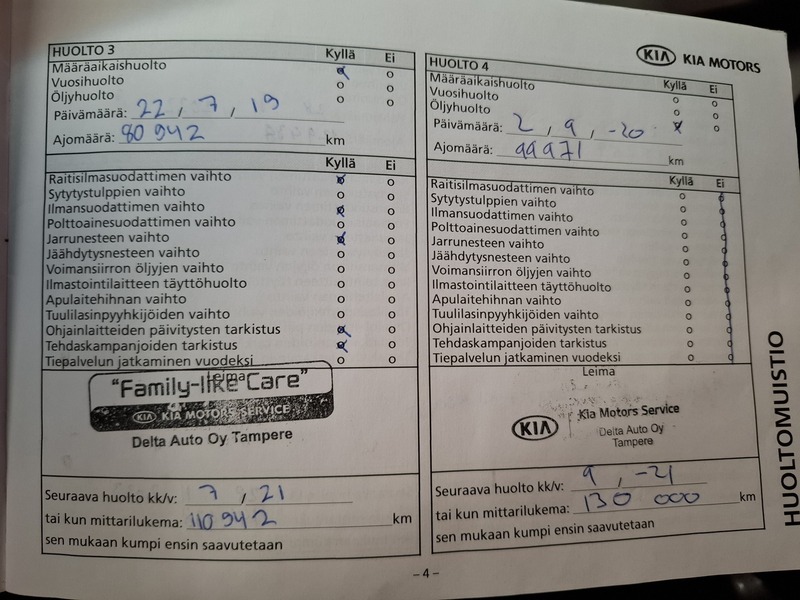 HUOLTO 3
Kyllä Ei
Määräaikaishuolto x o
Vuosihuolto o o
Öljyhuolto o o
Päivämäärä: 22 , 7 , 19
Ajomäärä: 80 942 km
Kyllä Ei
Raitisilmasuodattimen vaihto x o
Sytytystulppien vaihto o o
Ilmansuodattimen vaihto x o
Polttoainesuodattimen vaihto o o
Jarrunesteen vaihto x o
Jäähdytysnesteen vaihto o o
Voimansiirron öljyjen vaihto o o
Ilmastointilaitteen täyttöhuolto o o
Apulaitehihnan vaihto o o
Tuulilasinpyyhkijöiden vaihto o o
Ohjainlaitteiden päivitysten tarkistus x o
Tehdaskampanjoiden tarkistus x o
Tiepalvelun jatkaminen vuodeksi o o
Leima
"Family-like Care"
KIA KIA MOTORS SERVICE
Delta Auto Oy Tampere
Seuraava huolto kk/v: 7 , 21
tai kun mittarilukema: 110 942 km
sen mukaan kumpi ensin saavutetaan
KIA KIA MOTORS
HUOLTO 4
Kyllä Ei
Määräaikaishuolto o o
Vuosihuolto o o
Öljyhuolto x o
Päivämäärä: 2 , 9 , -20
Ajomäärä: 99971 km
Kyllä Ei
Raitisilmasuodattimen vaihto o o
Sytytystulppien vaihto o o
Ilmansuodattimen vaihto o o
Polttoainesuodattimen vaihto o o
Jarrunesteen vaihto o o
Jäähdytysnesteen vaihto o o
Voimansiirron öljyjen vaihto o o
Ilmastointilaitteen täyttöhuolto o o
Apulaitehihnan vaihto o o
Tuulilasinpyyhkijöiden vaihto o o
Ohjainlaitteiden päivitysten tarkistus o o
Tehdaskampanjoiden tarkistus o o
Tiepalvelun jatkaminen vuodeksi o o
Leima
KIA Kia Motors Service
Delta Auto Oy
Tampere
Seuraava huolto kk/v: 9 , -21
tai kun mittarilukema: 130 000 km
sen mukaan kumpi ensin saavutetaan
HUOLTOMUISTIO
- 4 -